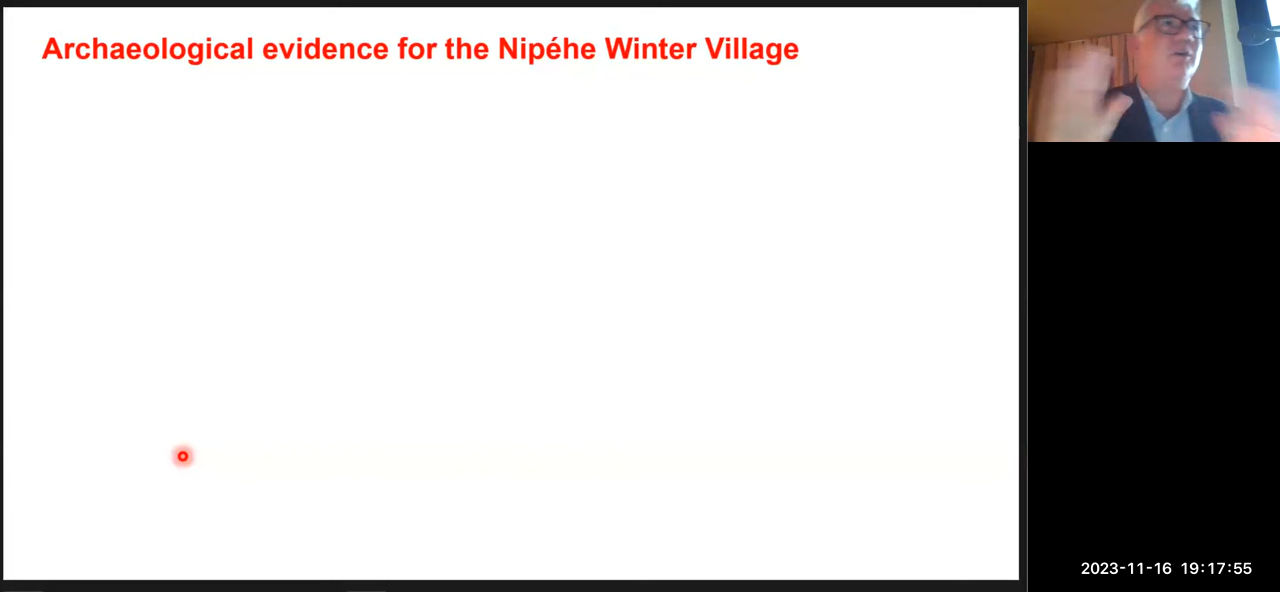 Archaeological evidence for the Nipéhe Winter Village
2023-11-16 19:17:55